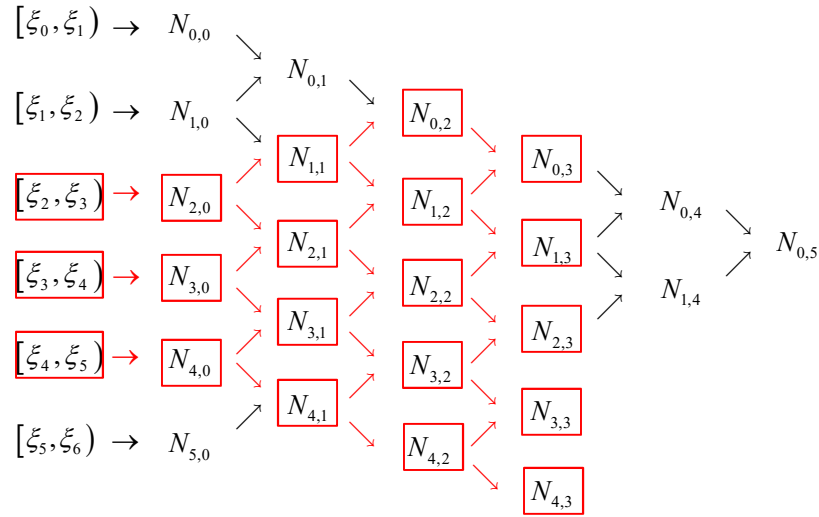 [ξ₀, ξ₁) → N₀,₀
N₀,₁
[ξ₁, ξ₂) → N₁,₀
N₀,₂
N₁,₁
N₀,₃
[ξ₂, ξ₃) → N₂,₀
N₁,₂
N₀,₄
N₂,₁
N₁,₃
N₀,₅
[ξ₃, ξ₄) → N₃,₀
N₂,₂
N₁,₄
N₃,₁
N₂,₃
[ξ₄, ξ₅) → N₄,₀
N₃,₂
N₄,₁
N₃,₃
[ξ₅, ξ₆) → N₅,₀
N₄,₂
N₄,₃